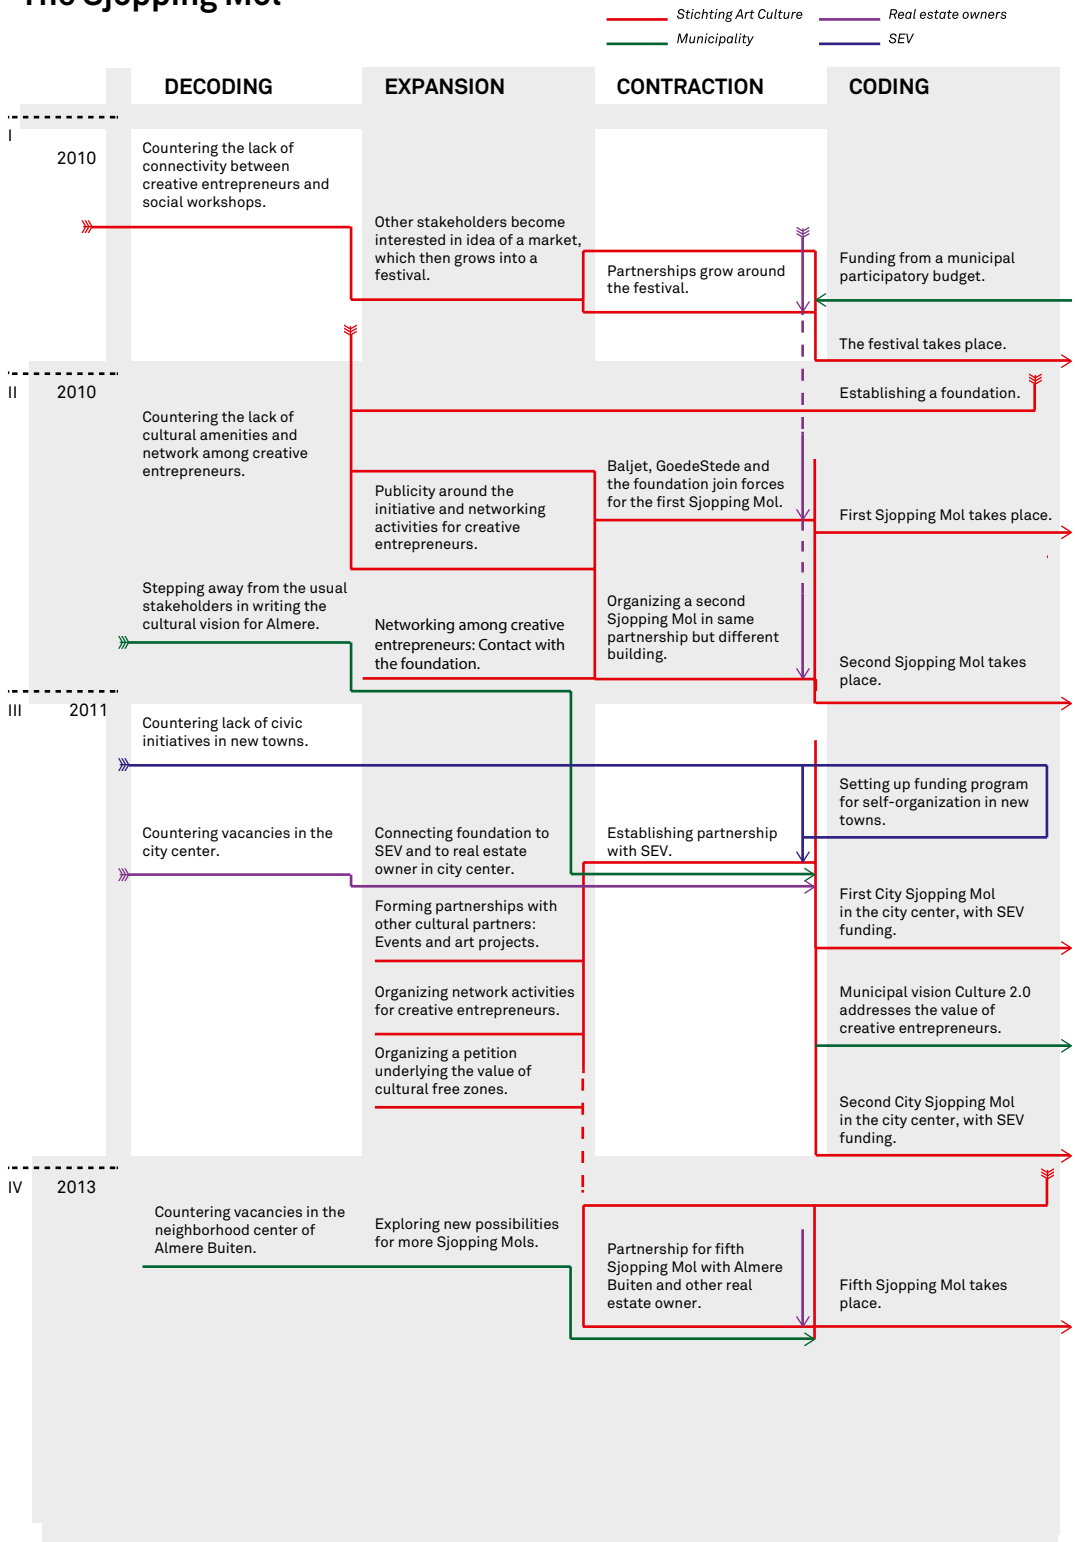 The Sjopping Mol
Stichting Art Culture
Real estate owners
Municipality
SEV
DECODING
EXPANSION
CONTRACTION
CODING
I
2010
Countering the lack of
connectivity between
creative entrepreneurs and
social workshops.
Other stakeholders become
interested in idea of a market,
which then grows into a
festival.
Partnerships grow around
the festival.
Funding from a municipal
participatory budget.
The festival takes place.
II
2010
Establishing a foundation.
Countering the lack of
cultural amenities and
network among creative
entrepreneurs.
Publicity around the
initiative and networking
activities for creative
entrepreneurs.
Baljet, GoedeStede and
the foundation join forces
for the first Sjopping Mol.
First Sjopping Mol takes place.
Stepping away from the usual
stakeholders in writing the
cultural vision for Almere.
Networking among creative
entrepreneurs: Contact with
the foundation.
Organizing a second
Sjopping Mol in same
partnership but different
building.
Second Sjopping Mol takes
place.
III
2011
Countering lack of civic
initiatives in new towns.
Setting up funding program
for self-organization in new
towns.
Countering vacancies in the
city center.
Connecting foundation to
SEV and to real estate
owner in city center.
Establishing partnership
with SEV.
Forming partnerships with
other cultural partners:
Events and art projects.
First City Sjopping Mol
in the city center, with SEV
funding.
Organizing network activities
for creative entrepreneurs.
Municipal vision Culture 2.0
addresses the value of
creative entrepreneurs.
Organizing a petition
underlying the value of
cultural free zones.
Second City Sjopping Mol
in the city center, with SEV
funding.
IV
2013
Countering vacancies in the
neighborhood center of
Almere Buiten.
Exploring new possibilities
for more Sjopping Mols.
Partnership for fifth
Sjopping Mol with Almere
Buiten and other real
estate owner.
Fifth Sjopping Mol takes
place.